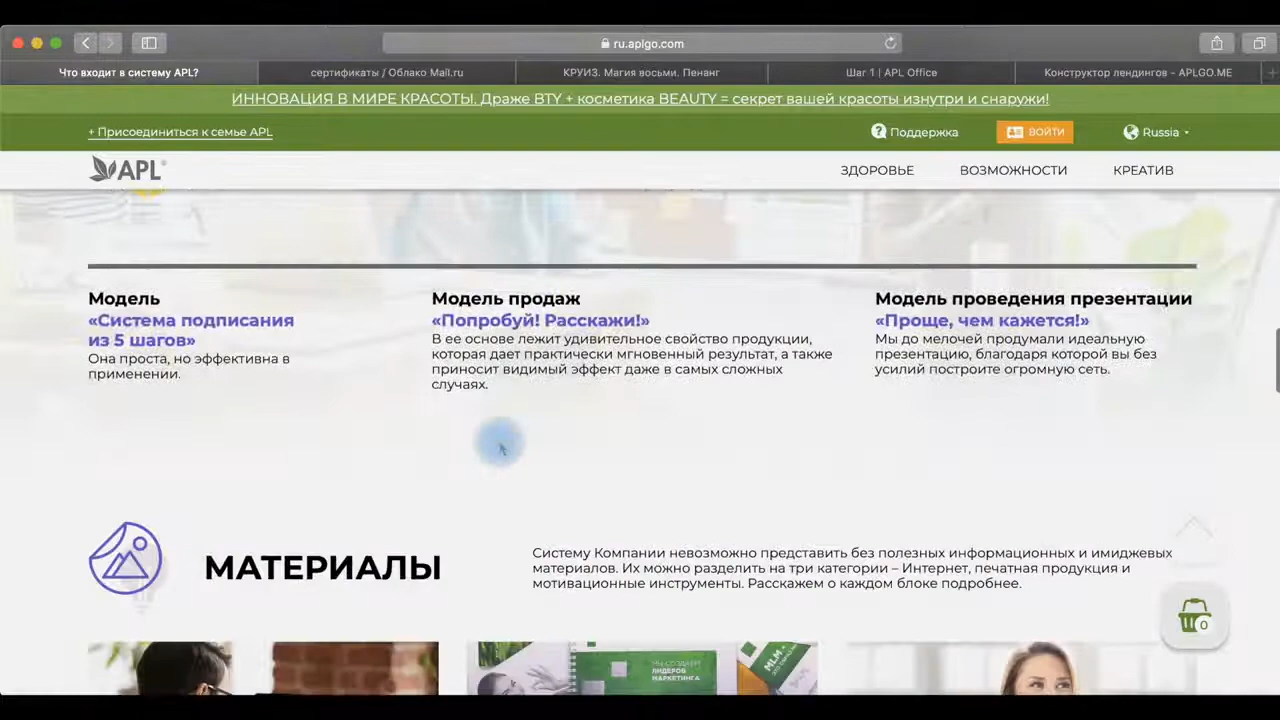 ru.aplgo.com
Что входит в систему APL?
сертификаты / Облако Mail.ru
КРУИЗ. Магия восьми. Пенанг
Шаг 1 | APL Office
Конструктор лендингов - APLGO.ME
ИННОВАЦИЯ В МИРЕ КРАСОТЫ. Драже BTY + косметика BEAUTY = секрет вашей красоты изнутри и снаружи!
+ Присоединиться к семье APL
Поддержка
ВОЙТИ
Russia
APL
ЗДОРОВЬЕ
ВОЗМОЖНОСТИ
КРЕАТИВ
Модель
«Система подписания
из 5 шагов»
Она проста, но эффективна в
применении.
Модель продаж
«Попробуй! Расскажи!»
В ее основе лежит удивительное свойство продукции,
которая дает практически мгновенный результат, а также
приносит видимый эффект даже в самых сложных
случаях.
Модель проведения презентации
«Проще, чем кажется!»
Мы до мелочей продумали идеальную
презентацию, благодаря которой вы без
усилий построите огромную сеть.
МАТЕРИАЛЫ
Систему Компании невозможно представить без полезных информационных и имиджевых
материалов. Их можно разделить на три категории – Интернет, печатная продукция и
мотивационные инструменты. Расскажем о каждом блоке подробнее.
0
МЫ СОЗДАЕМ
ЛИДЕРОВ
МАРКЕТИНГА
MLM -